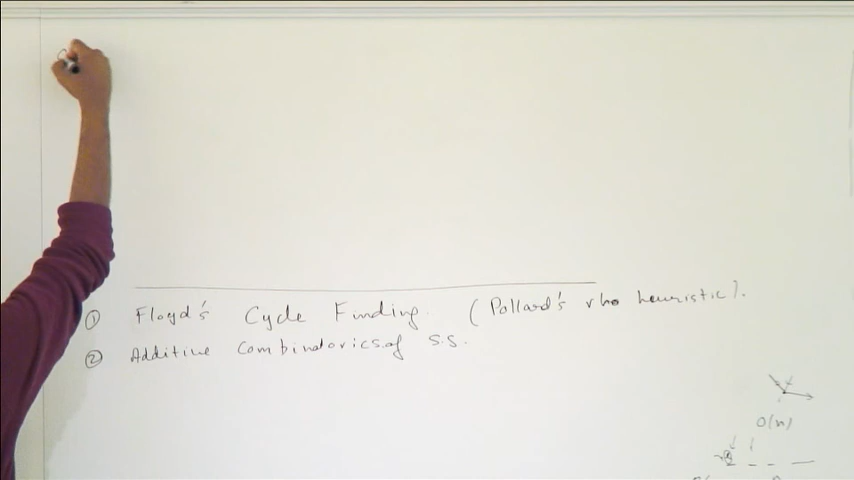 ① Floyd's Cycle Finding. (Pollard's rho heuristic).
② Additive Combinatorics of S.S.
O(n)